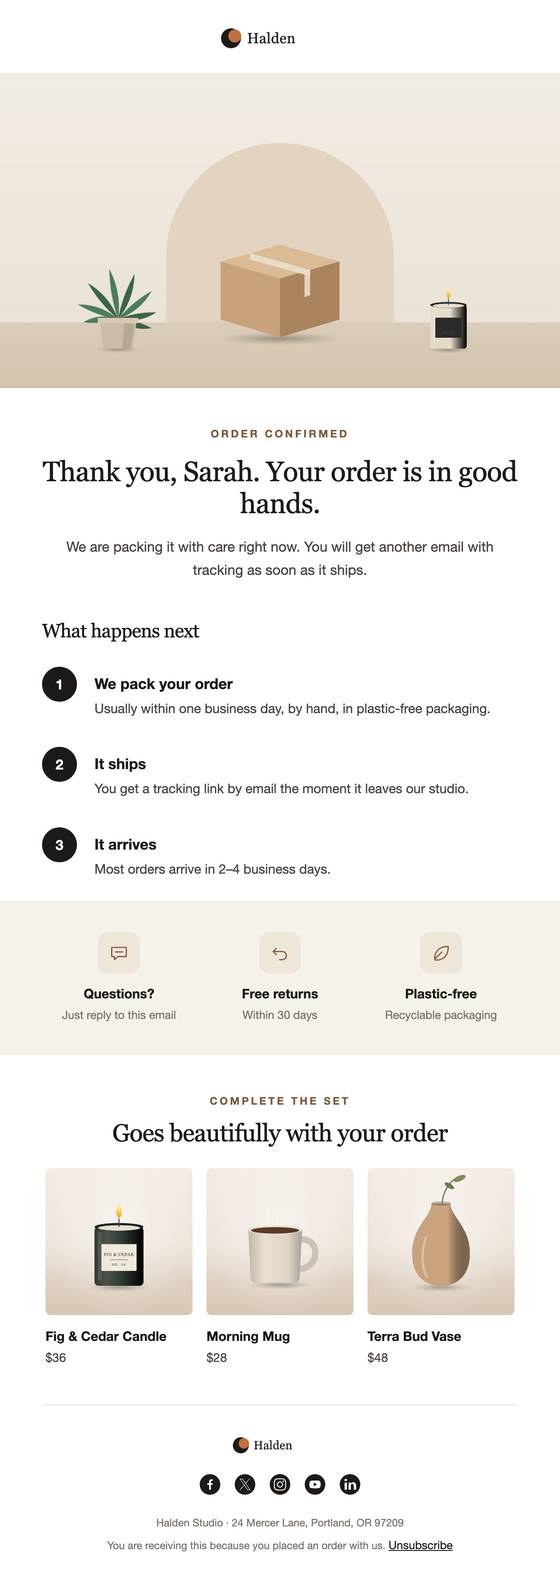 Halden
ORDER CONFIRMED
Thank you, Sarah. Your order is in good
hands.
We are packing it with care right now. You will get another email with
tracking as soon as it ships.
What happens next
1
We pack your order
Usually within one business day, by hand, in plastic-free packaging.
2
It ships
You get a tracking link by email the moment it leaves our studio.
3
It arrives
Most orders arrive in 2–4 business days.
Questions?
Just reply to this email
Free returns
Within 30 days
Plastic-free
Recyclable packaging
COMPLETE THE SET
Goes beautifully with your order
FIG & CEDAR
Fig & Cedar Candle
$36
Morning Mug
$28
Terra Bud Vase
$48
Halden
Halden Studio · 24 Mercer Lane, Portland, OR 97209
You are receiving this because you placed an order with us. Unsubscribe